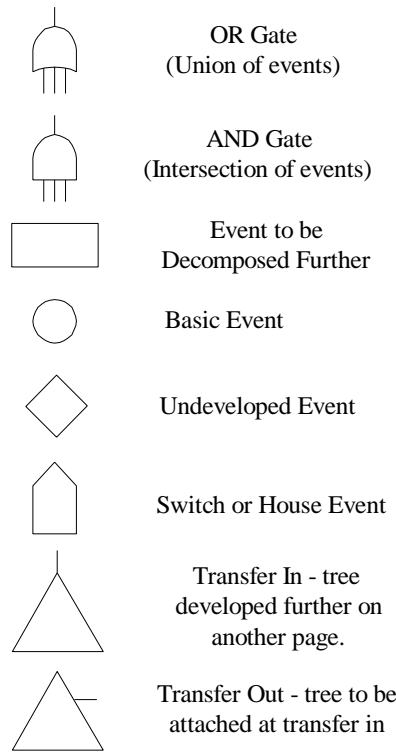 OR Gate
(Union of events)
AND Gate
(Intersection of events)
Event to be
Decomposed Further
Basic Event
Undeveloped Event
Switch or House Event
Transfer In - tree
developed further on
another page.
Transfer Out - tree to be
attached at transfer in